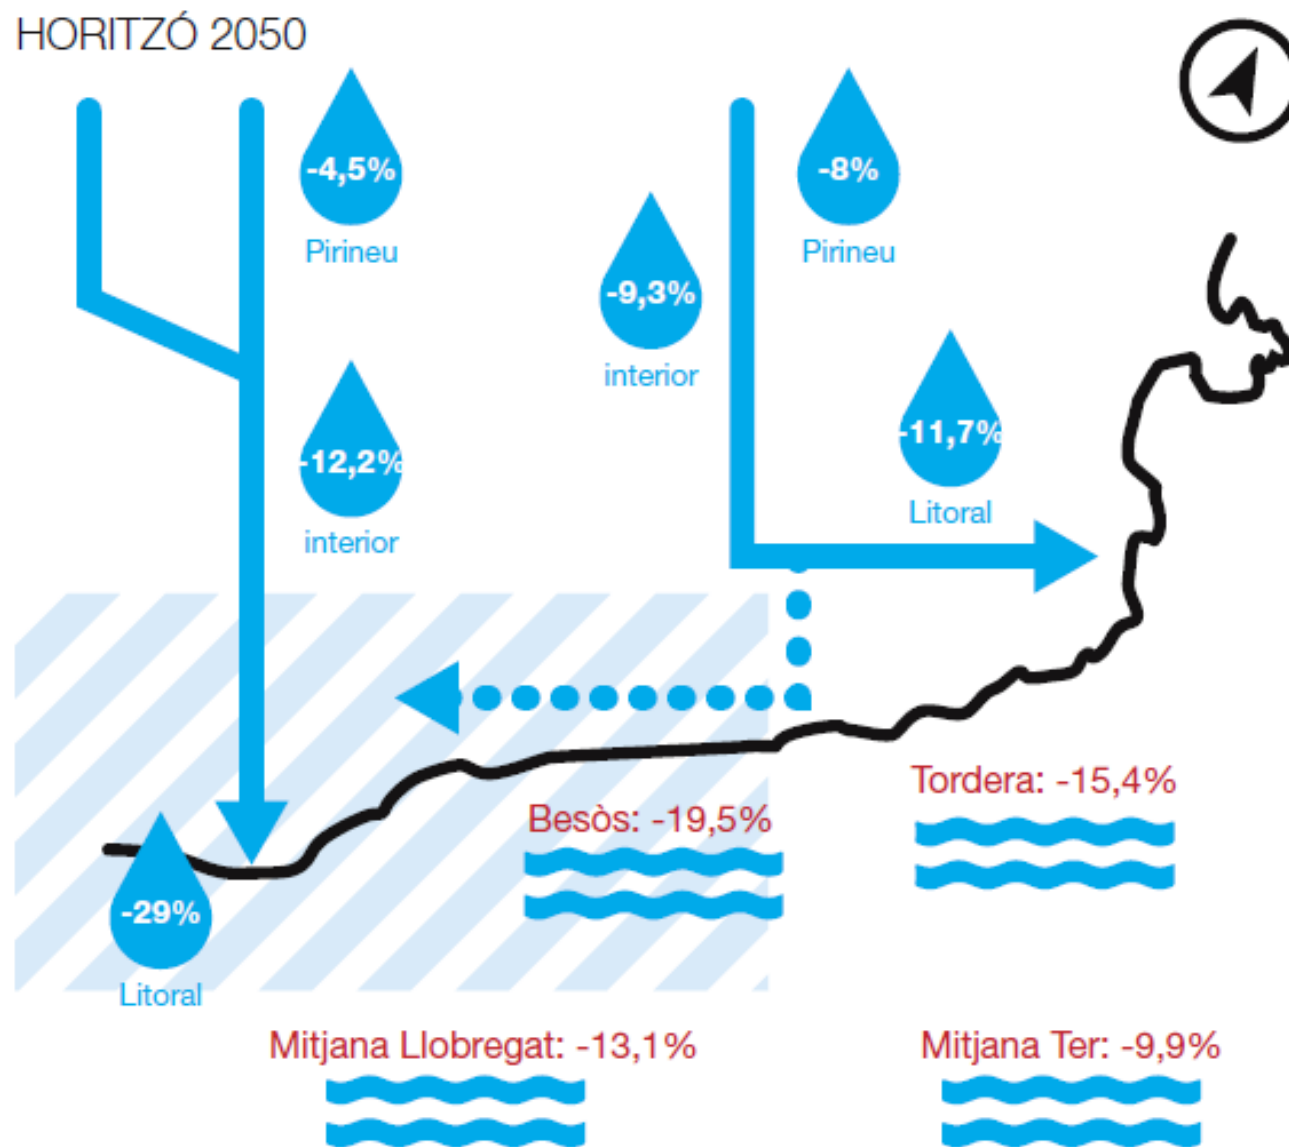 HORITZÓ 2050
-4,5%
Pirineu
-8%
Pirineu
-9,3%
interior
-11,7%
Litoral
-12,2%
interior
Tordera: -15,4%
Besòs: -19,5%
-29%
Litoral
Mitjana Llobregat: -13,1%
Mitjana Ter: -9,9%